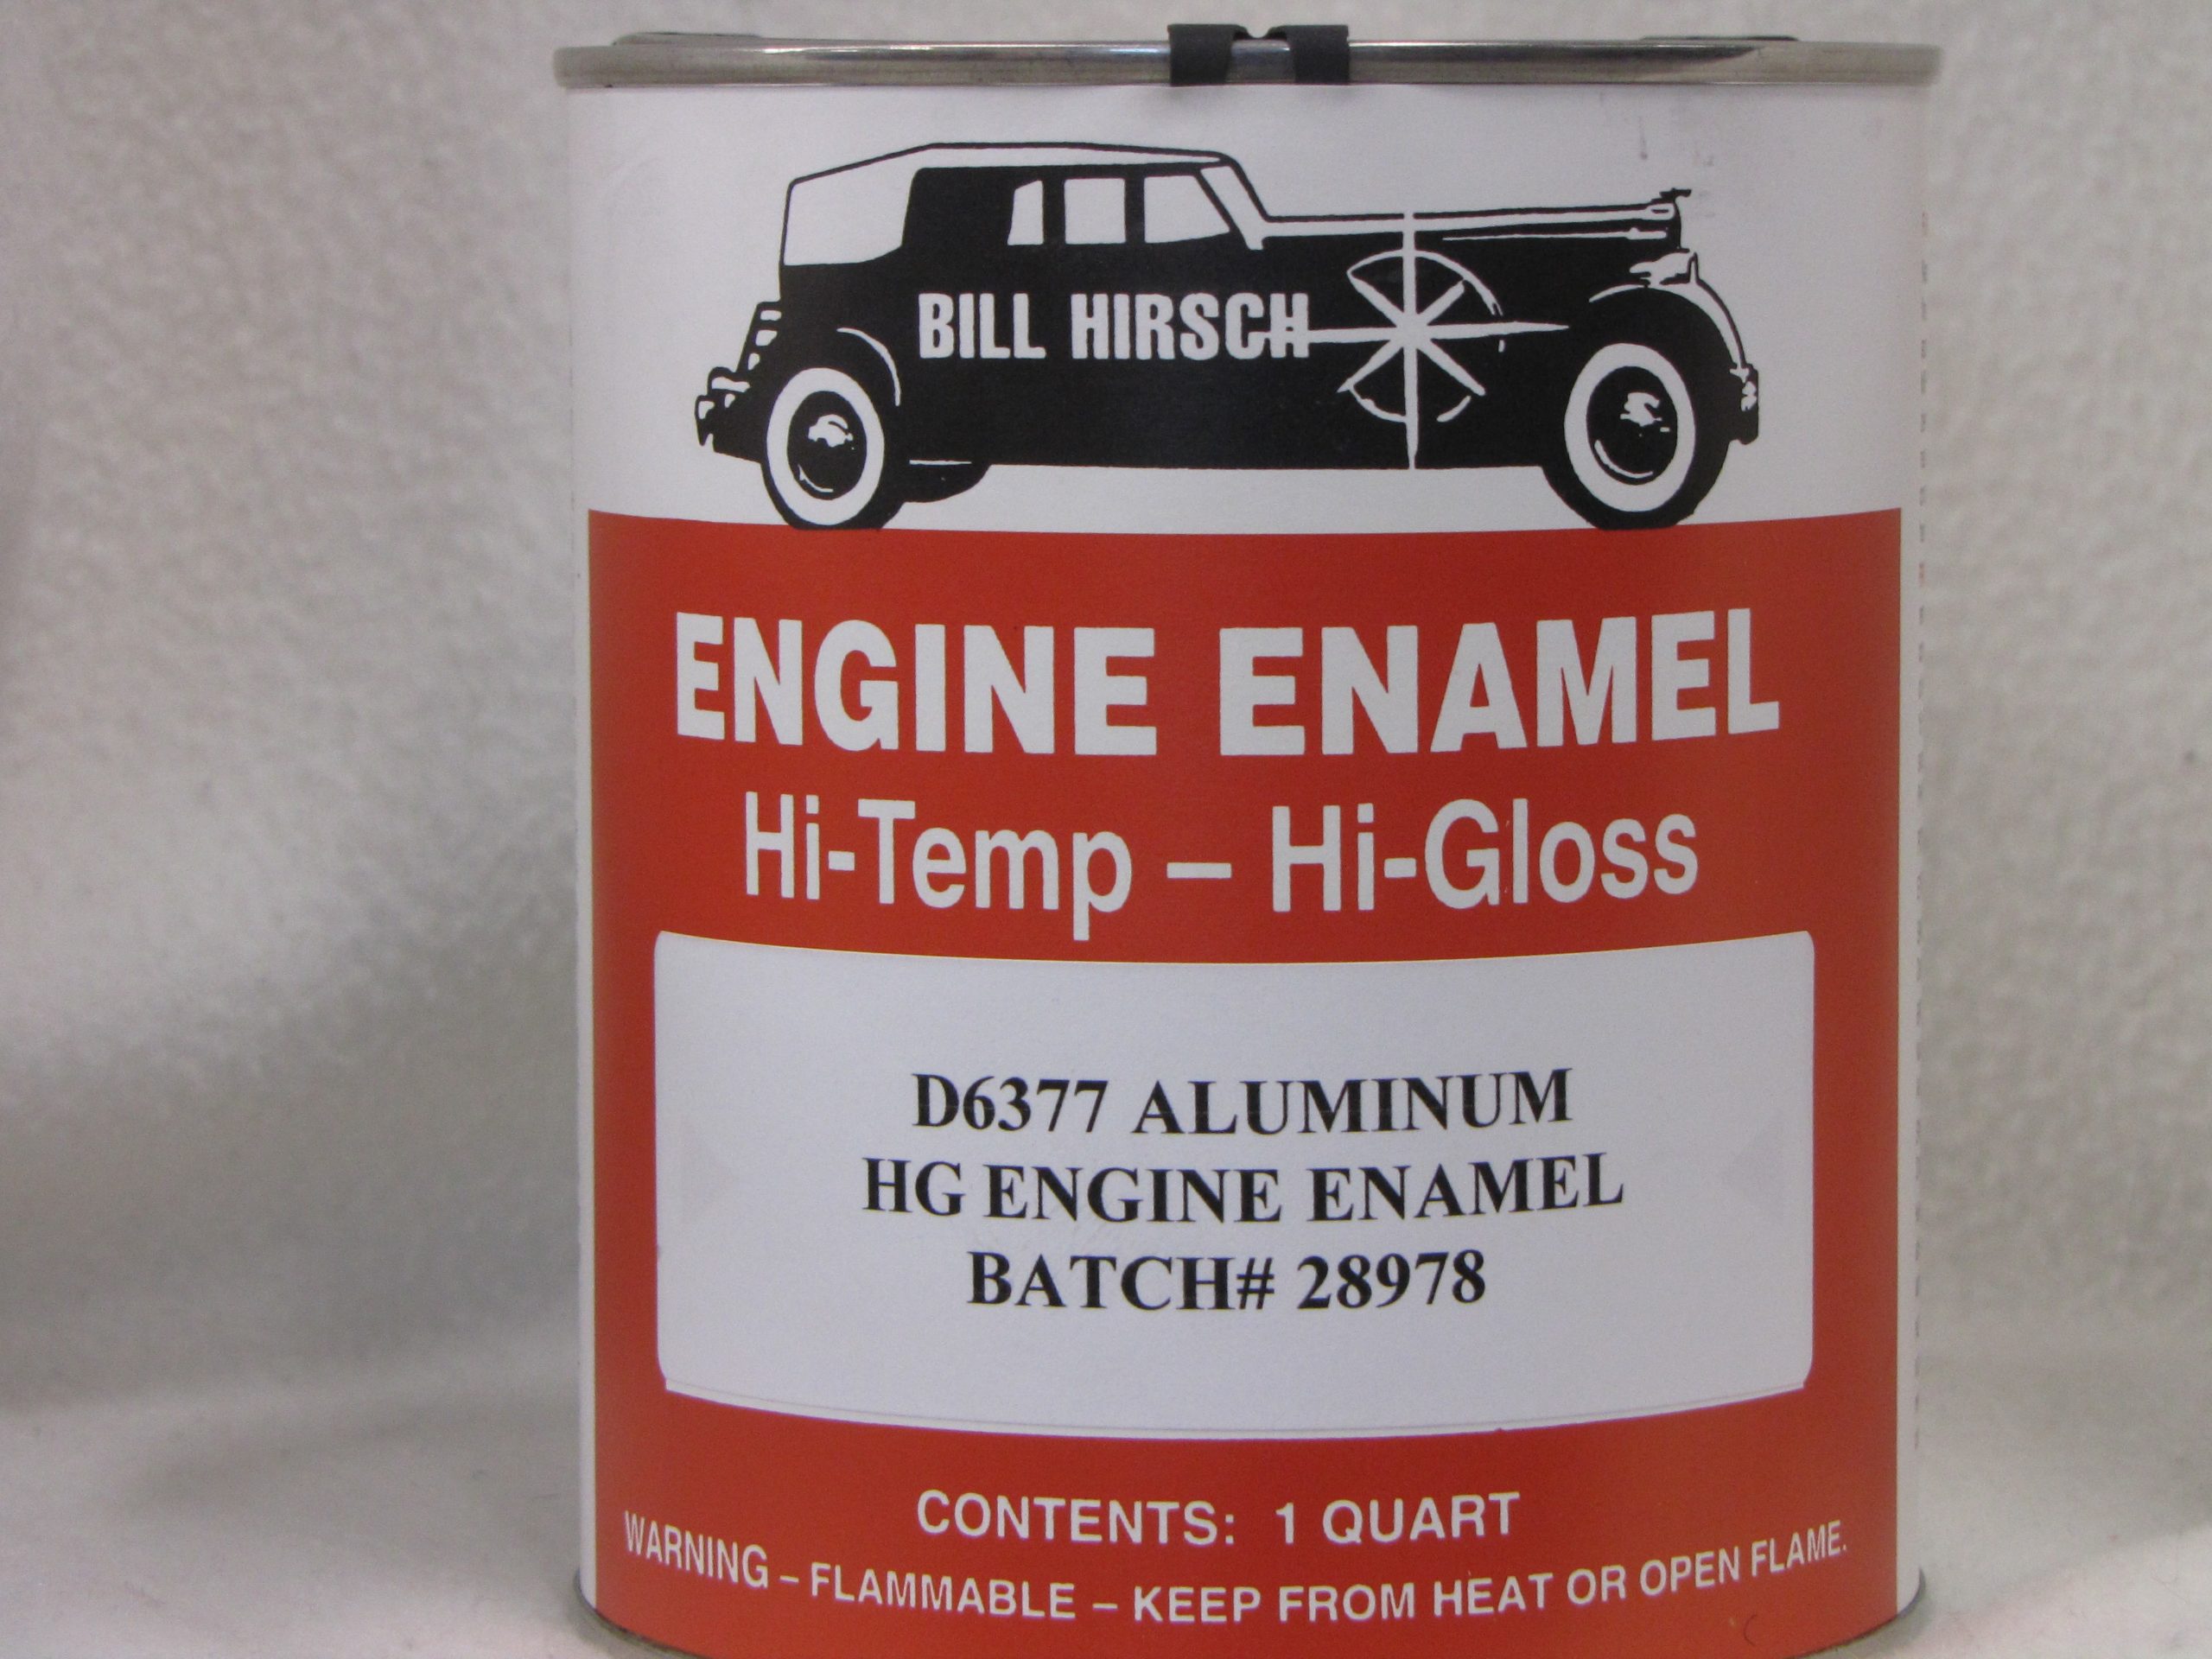 BILL HIRSCH
ENGINE ENAMEL
Hi-Temp – Hi-Gloss
D6377 ALUMINUM
HG ENGINE ENAMEL
BATCH# 28978
CONTENTS: 1 QUART
WARNING – FLAMMABLE – KEEP FROM HEAT OR OPEN FLAME.